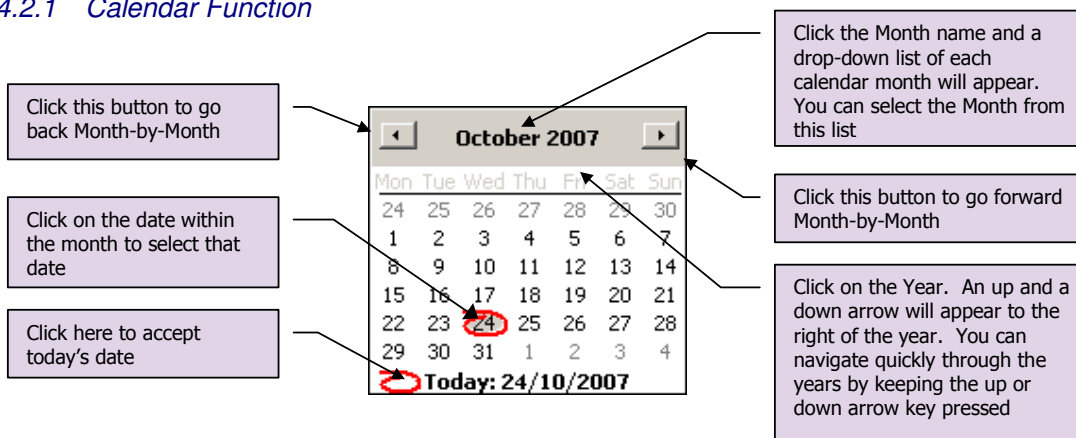 4.2.1 Calendar Function
Click this button to go
back Month-by-Month
Click on the date within
the month to select that
date
Click here to accept
today's date
October 2007
Mon Tue Wed Thu Fri Sat Sun
24 25 26 27 28 29 30
1 2 3 4 5 6 7
8 9 10 11 12 13 14
15 16 17 18 19 20 21
22 23 24 25 26 27 28
29 30 31 1 2 3 4
Today: 24/10/2007
Click the Month name and a
drop-down list of each
calendar month will appear.
You can select the Month from
this list
Click this button to go forward
Month-by-Month
Click on the Year. An up and a
down arrow will appear to the
right of the year. You can
navigate quickly through the
years by keeping the up or
down arrow key pressed